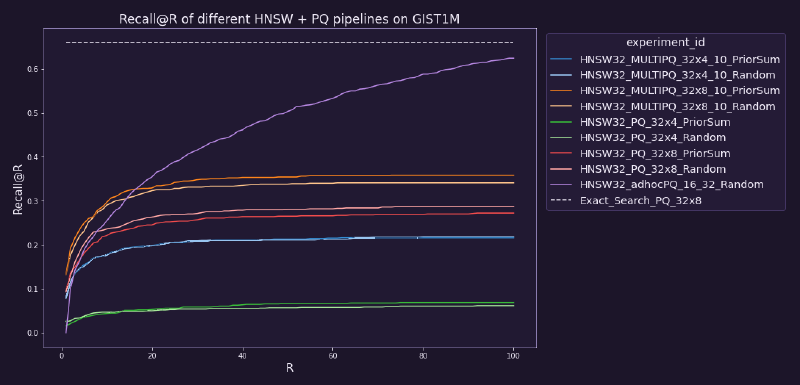 Recall@R of different HNSW + PQ pipelines on GIST1M
Recall@R
0.6
0.5
0.4
0.3
0.2
0.1
0.0
0
20
40
60
80
100
R
experiment_id
HNSW32_MULTIPQ_32x4_10_PriorSum
HNSW32_MULTIPQ_32x4_10_Random
HNSW32_MULTIPQ_32x8_10_PriorSum
HNSW32_MULTIPQ_32x8_10_Random
HNSW32_PQ_32x4_PriorSum
HNSW32_PQ_32x4_Random
HNSW32_PQ_32x8_PriorSum
HNSW32_PQ_32x8_Random
HNSW32_adhocPQ_16_32_Random
Exact_Search_PQ_32x8